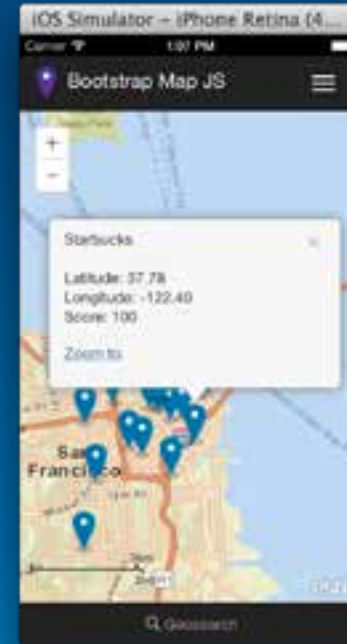 iOS Simulator – iPhone Retina (4...
Carrier 1:07 PM
Bootstrap Map JS
+
−
Starbucks ×
Latitude: 37.78
Longitude: -122.40
Score: 100
Zoom to
San
Francisco
Geosearch